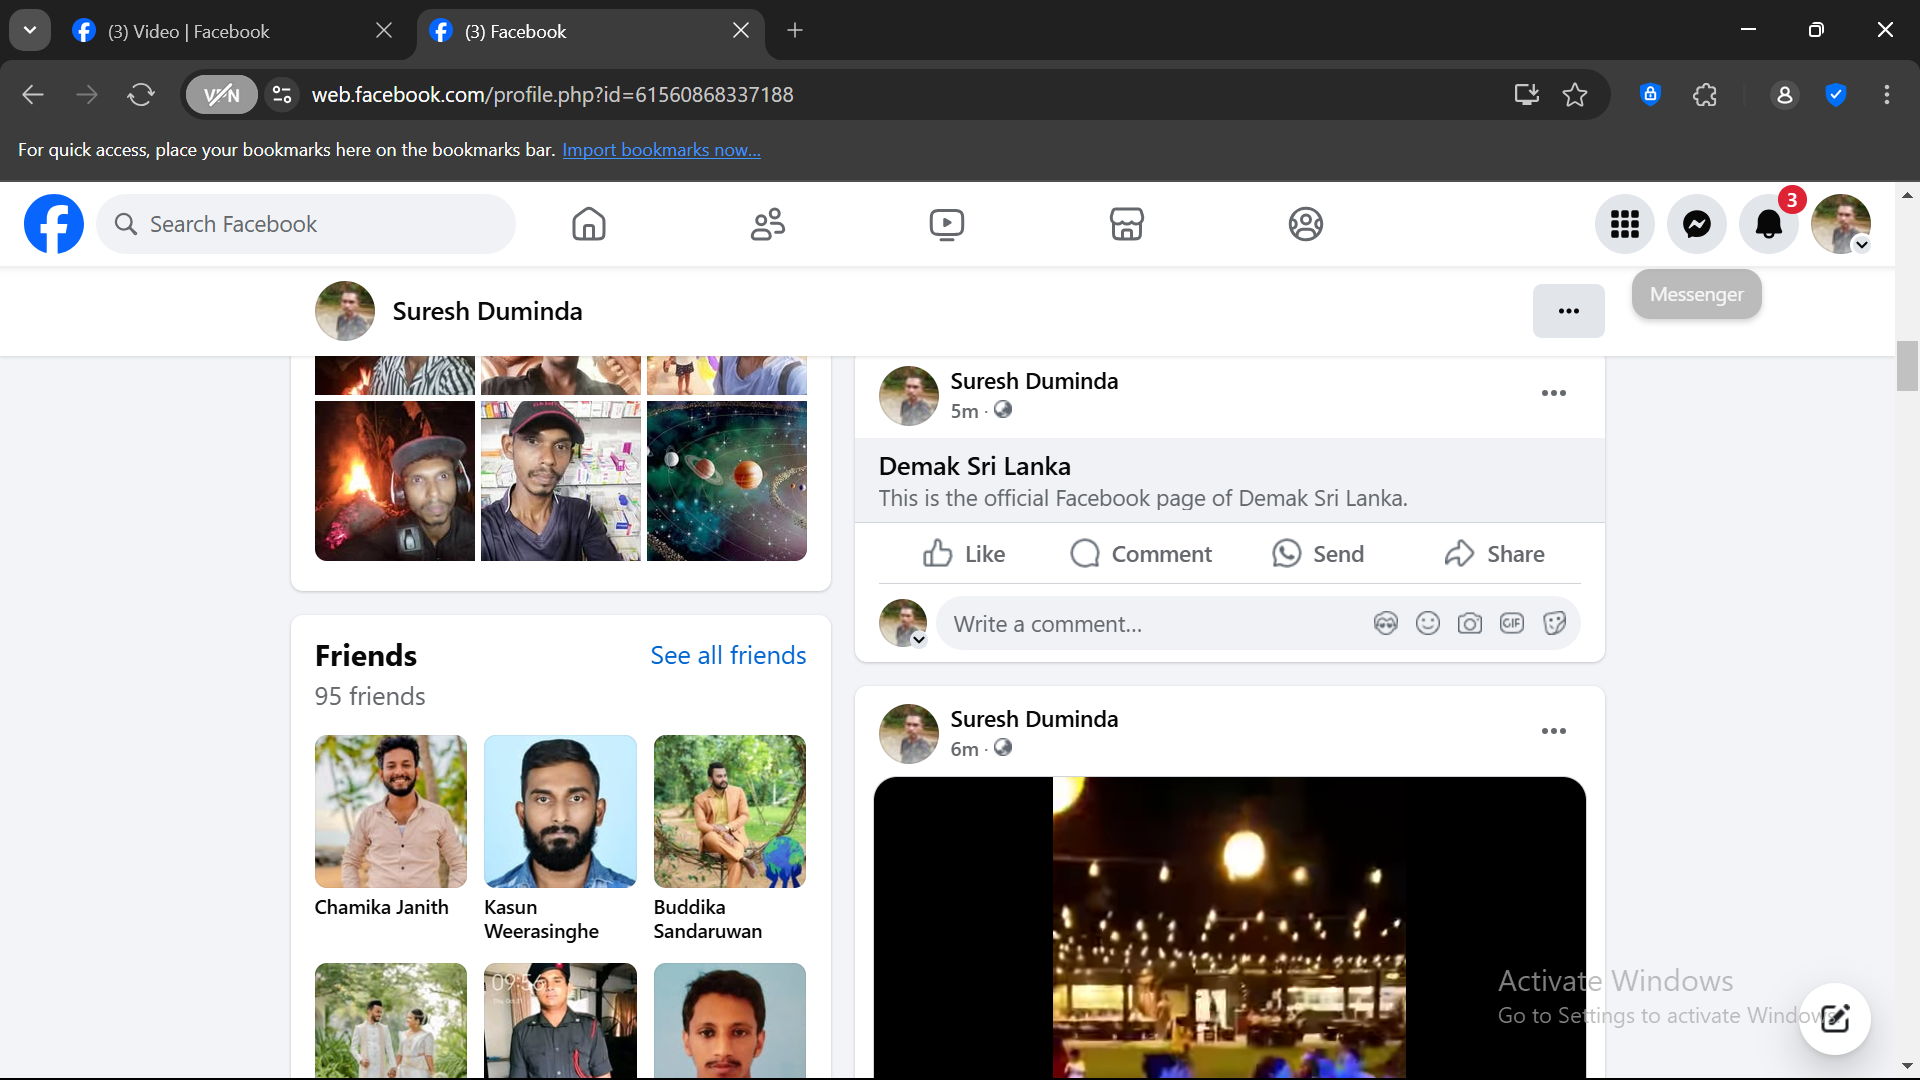 (3) Video | Facebook
(3) Facebook
VPN
web.facebook.com/profile.php?id=61560868337188
For quick access, place your bookmarks here on the bookmarks bar. Import bookmarks now...
Search Facebook
3
Messenger
Suresh Duminda
Suresh Duminda
5m ·
Demak Sri Lanka
This is the official Facebook page of Demak Sri Lanka.
Like
Comment
Send
Share
Write a comment...
GIF
Friends
See all friends
95 friends
Chamika Janith
Kasun
Weerasinghe
Buddika
Sandaruwan
09:56
Suresh Duminda
6m ·
Activate Windows
Go to Settings to activate Windows